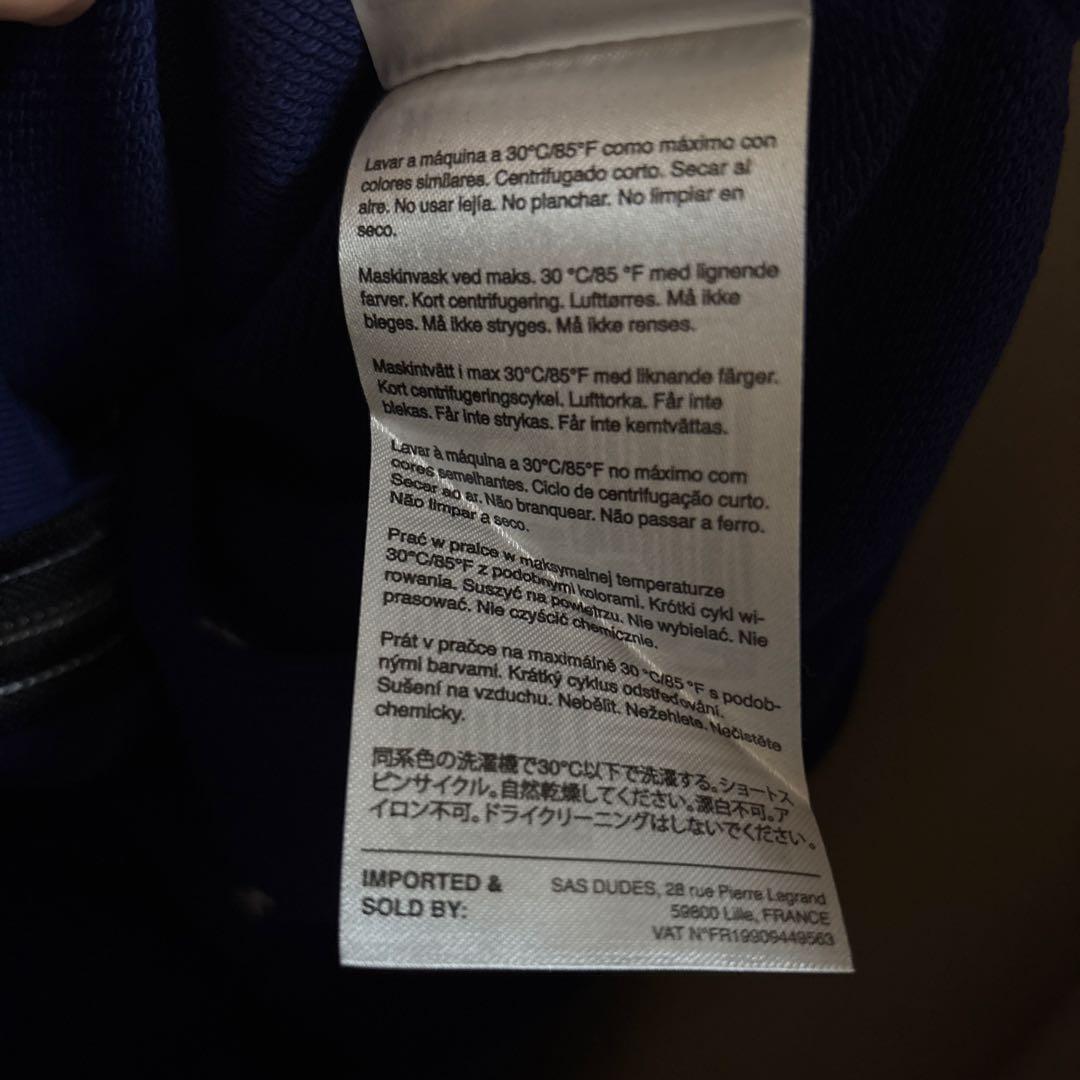 Lavar a máquina a 30°C/85°F como máximo con
colores similares. Centrifugado corto. Secar al
aire. No usar lejía. No planchar. No limpiar en
seco.
Maskinvask ved maks. 30 °C/85 °F med lignende
farver. Kort centrifugering. Lufttørres. Må ikke
bleges. Må ikke stryges. Må ikke renses.
Maskintvätt i max 30°C/85°F med liknande färger.
Kort centrifugeringscykel. Lufttorka. Får inte
blekas. Får inte strykas. Får inte kemtvättas.
Lavar à máquina a 30°C/85°F no máximo com
cores semelhantes. Ciclo de centrifugação curto.
Secar ao ar. Não branquear. Não passar a ferro.
Não limpar a seco.
Prać w pralce w maksymalnej temperaturze
30°C/85°F z podobnymi kolorami. Krótki cykl wi-
rowania. Suszyć na powietrzu. Nie wybielać. Nie
prasować. Nie czyścić chemicznie.
Prát v pračce na maximálně 30 °C/85 °F s podob-
nými barvami. Krátký cyklus odstřeďování.
Sušení na vzduchu. Nebělit. Nežehlete. Nečistěte
chemicky.
同系色の洗濯機で30°C以下で洗濯する。ショートス
ピンサイクル。自然乾燥してください。漂白不可。ア
イロン不可。ドライクリーニングはしないでください。
IMPORTED &
SOLD BY:
SAS DUDES, 28 rue Pierre Legrand
59800 Lille, FRANCE
VAT N°FR19909449563